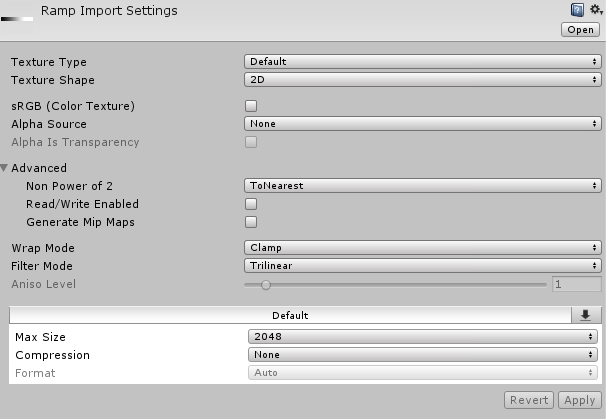 Ramp Import Settings
Open
Texture Type Default
Texture Shape 2D
sRGB (Color Texture)
Alpha Source None
Alpha Is Transparency
Advanced
Non Power of 2 ToNearest
Read/Write Enabled
Generate Mip Maps
Wrap Mode Clamp
Filter Mode Trilinear
Aniso Level 1
Default
Max Size 2048
Compression None
Format Auto
Revert Apply